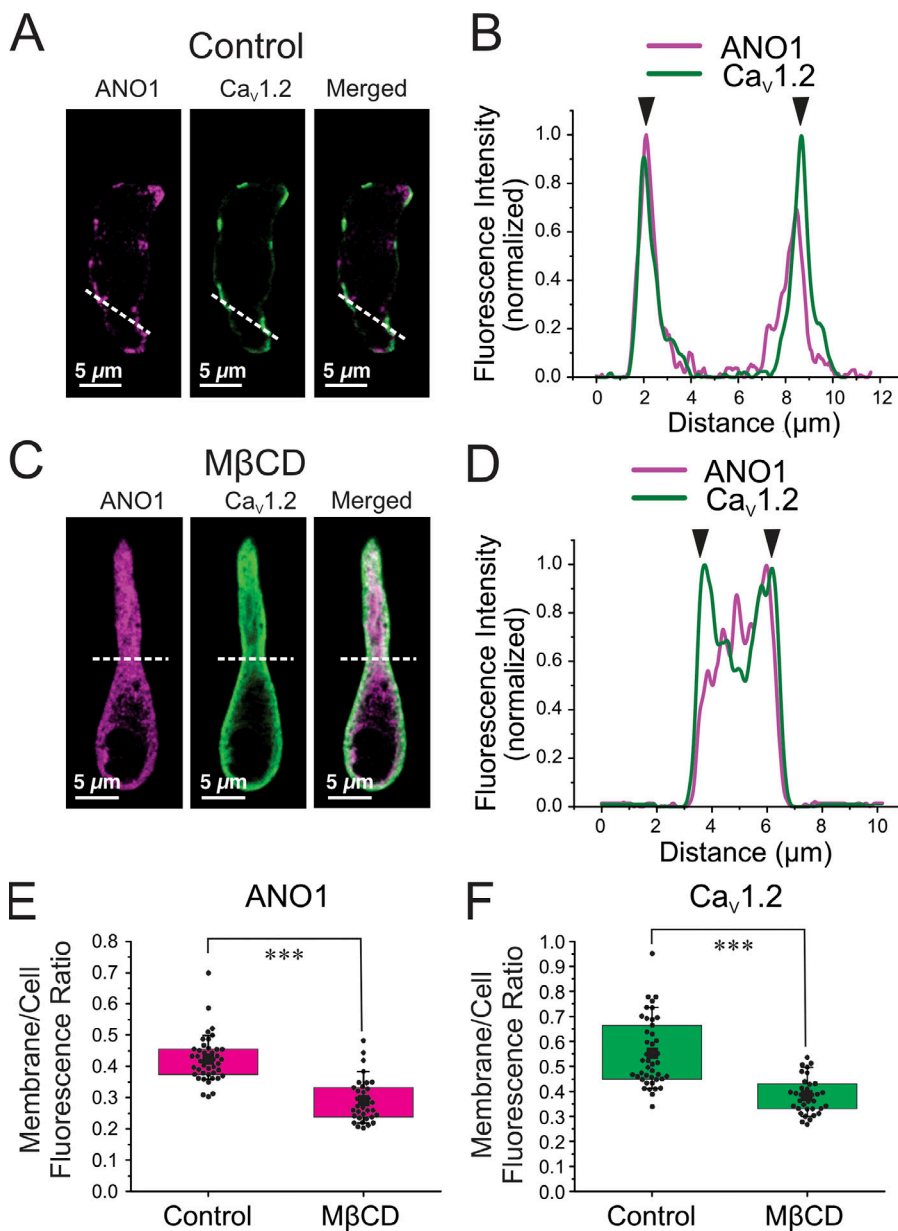 A
Control
ANO1
Cav1.2
Merged
5 µm
5 µm
5 µm
B
ANO1
Cav1.2
Fluorescence Intensity
(normalized)
1.0
0.8
0.6
0.4
0.2
0.0
0 2 4 6 8 10 12
Distance (µm)
C
MβCD
ANO1
Cav1.2
Merged
5 µm
5 µm
5 µm
D
ANO1
Cav1.2
Fluorescence Intensity
(normalized)
1.0
0.8
0.6
0.4
0.2
0.0
0 2 4 6 8 10
Distance (µm)
E
ANO1
Membrane/Cell
Fluorescence Ratio
0.8
0.7
0.6
0.5
0.4
0.3
0.2
0.1
0.0
***
Control MβCD
F
Cav1.2
Membrane/Cell
Fluorescence Ratio
1.0
0.9
0.8
0.7
0.6
0.5
0.4
0.3
0.2
0.1
0.0
***
Control MβCD